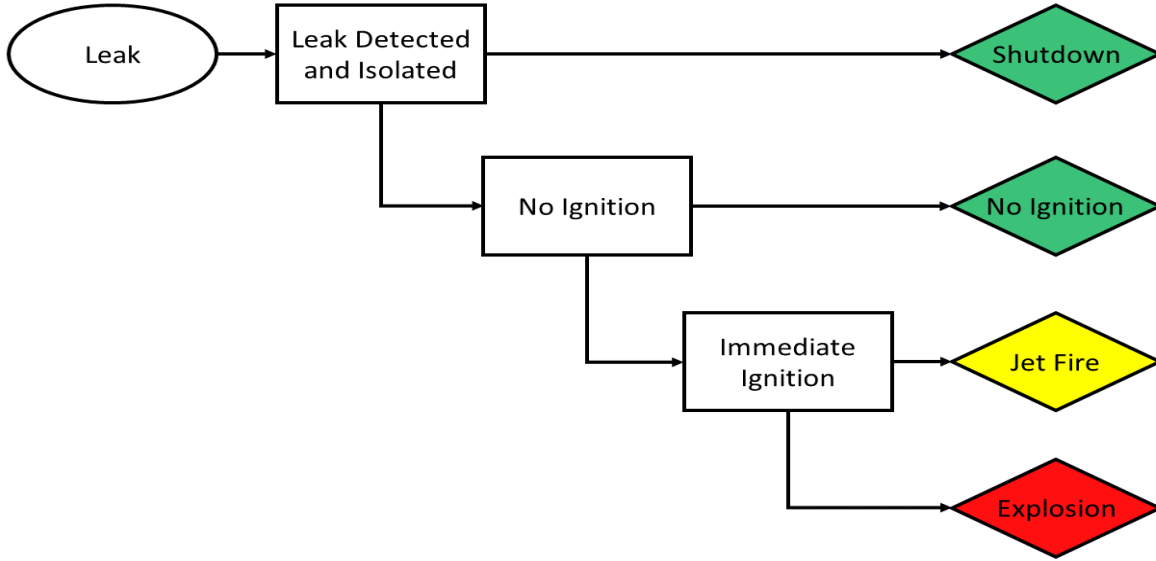 Leak
Leak Detected
and Isolated
Shutdown
No Ignition
No Ignition
Immediate
Ignition
Jet Fire
Explosion